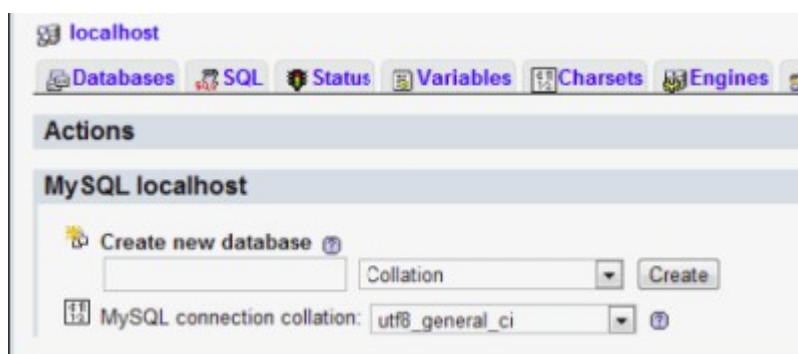 localhost
Databases SQL Status Variables Charsets Engines
Actions
MySQL localhost
Create new database
Collation Create
MySQL connection collation: utf8_general_ci